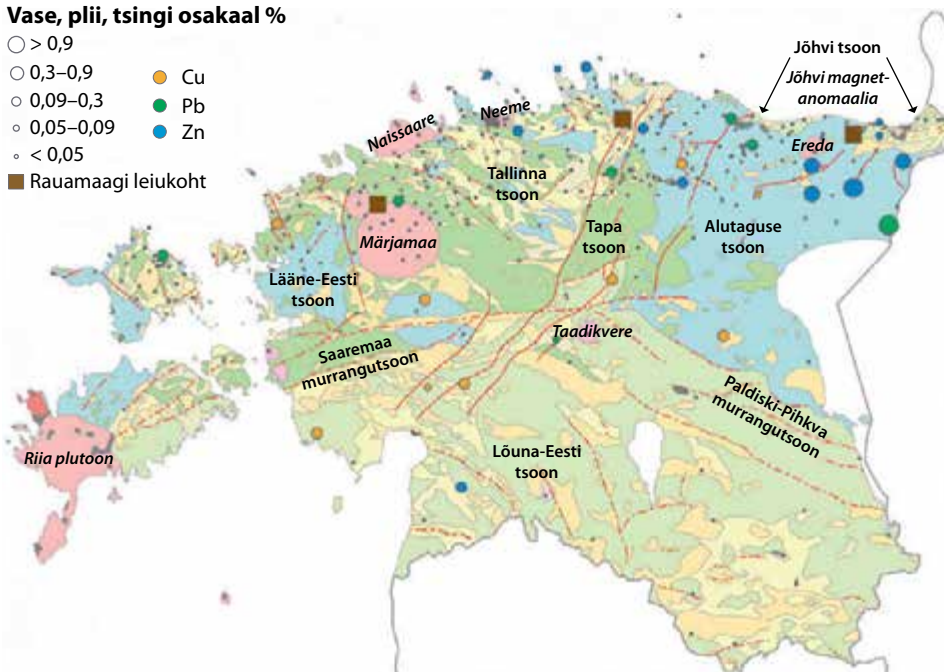 Vase, plii, tsingi osakaal %
> 0,9
0,3–0,9
0,09–0,3
0,05–0,09
< 0,05
Cu
Pb
Zn
Rauamaagi leiukoht
Jõhvi tsoon
Jõhvi magnet-
anomaalia
Naissaare
Neeme
Ereda
Tallinna
tsoon
Märjamaa
Tapa
tsoon
Alutaguse
tsoon
Lääne-Eesti
tsoon
Saaremaa
murrangutsoon
Taadikvere
Paldiski-Pihkva
murrangutsoon
Riia plutoon
Lõuna-Eesti
tsoon